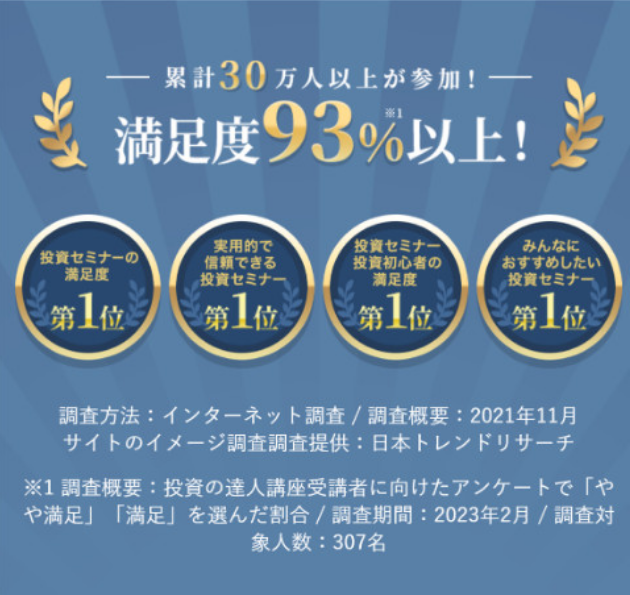 累計30万人以上が参加!
満足度93%※1以上!
投資セミナーの
満足度
第1位
実用的で
信頼できる
投資セミナー
第1位
投資セミナー
投資初心者の
満足度
第1位
みんなに
おすすめしたい
投資セミナー
第1位
調査方法：インターネット調査 / 調査概要：2021年11月
サイトのイメージ調査調査提供：日本トレンドリサーチ
※1 調査概要：投資の達人講座受講者に向けたアンケートで「や
や満足」「満足」を選んだ割合 / 調査期間：2023年2月 / 調査対
象人数：307名